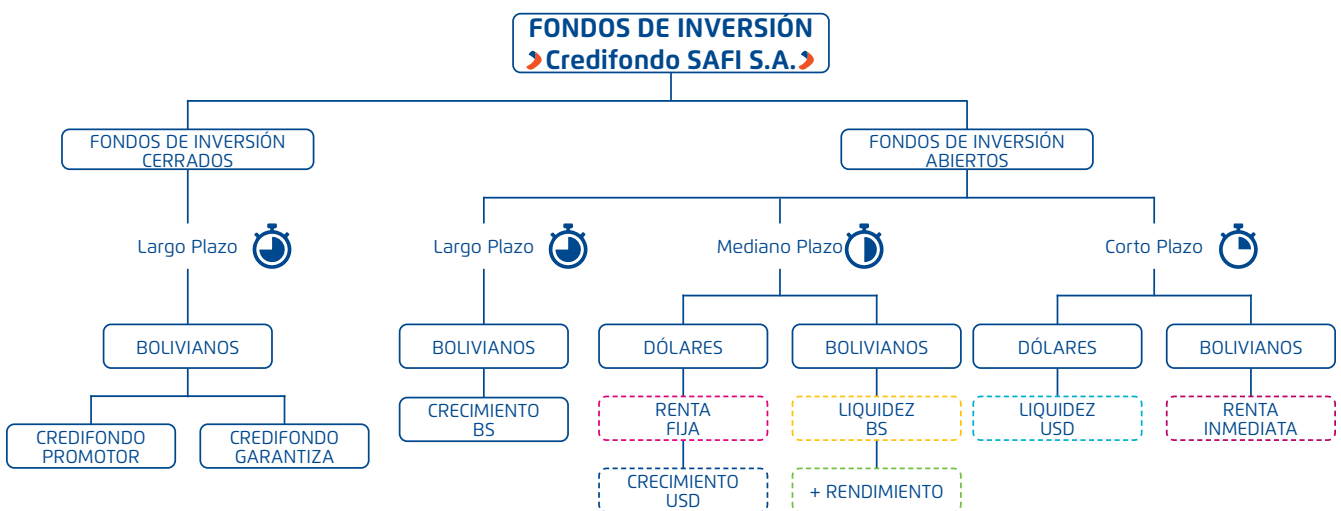 FONDOS DE INVERSIÓN
Credifondo SAFI S.A.
FONDOS DE INVERSIÓN
CERRADOS
FONDOS DE INVERSIÓN
ABIERTOS
Largo Plazo
Largo Plazo
Mediano Plazo
Corto Plazo
BOLIVIANOS
BOLIVIANOS
DÓLARES
BOLIVIANOS
DÓLARES
BOLIVIANOS
CREDIFONDO
PROMOTOR
CREDIFONDO
GARANTIZA
CRECIMIENTO
BS
RENTA
FIJA
LIQUIDEZ
BS
LIQUIDEZ
USD
RENTA
INMEDIATA
CRECIMIENTO
USD
+ RENDIMIENTO